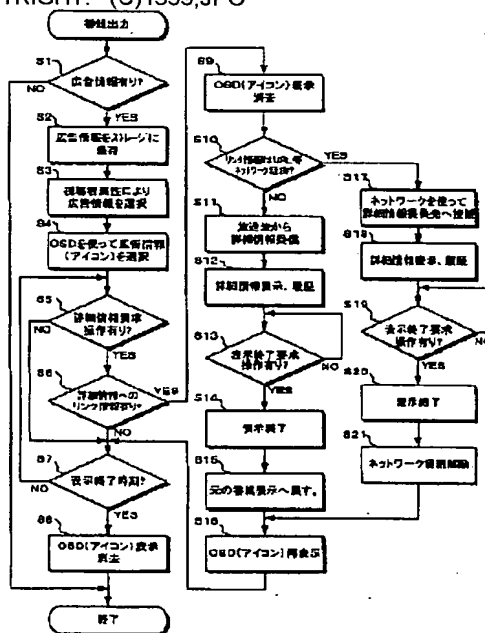 TRIGHT: (C)1999,JPO
番組出力
S1
広告情報有り?
NO
YES
S2
広告情報をストレージに
蓄積
S3
視聴者属性により
広告情報を選択
S4
OSDを使って広告情報
(アイコン)を選択
S5
詳細情報要求
操作有り?
NO
YES
S6
詳細情報への
リンク情報有り?
YES
NO
S7
表示終了時刻?
NO
YES
S8
OSD(アイコン)表示
消去
終了
S9
OSD(アイコン)表示
消去
S10
リンク情報はURL等
ネットワーク経由?
YES
NO
S11
放送波から
詳細情報受信
S12
詳細情報表示、
S13
表示終了要求
操作有り?
NO
YES
S14
表示終了
S15
元の番組表示へ戻す。
S16
OSD(アイコン)再表示
S17
ネットワークを使って
詳細情報提供先へ接続
S18
詳細情報表示、
S19
表示終了要求
操作有り?
NO
YES
S20
表示終了
S21
ネットワーク